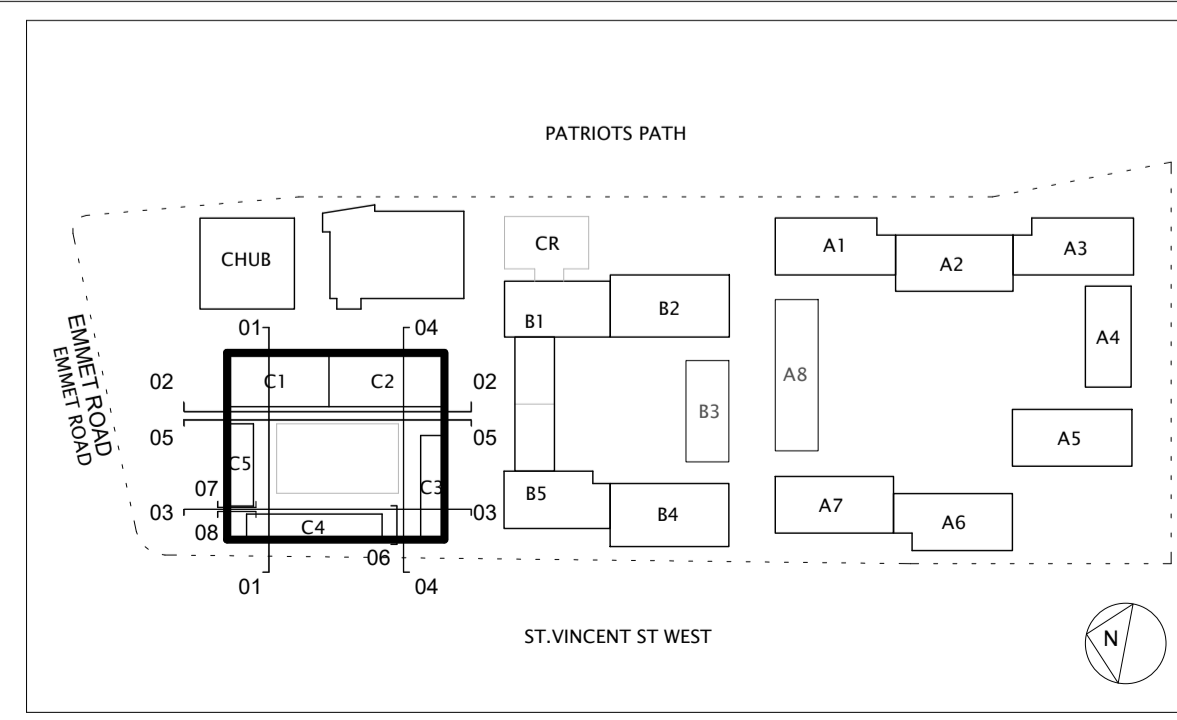 PATRIOTS PATH
CHUB
CR
A1
A2
A3
B1
B2
A4
EMMET ROAD
EMMET ROAD
01
04
02
C1
C2
02
A8
B3
05
05
A5
C5
C3
07
03
03
B5
B4
A7
A6
08
C4
06
01
04
ST.VINCENT ST WEST
N